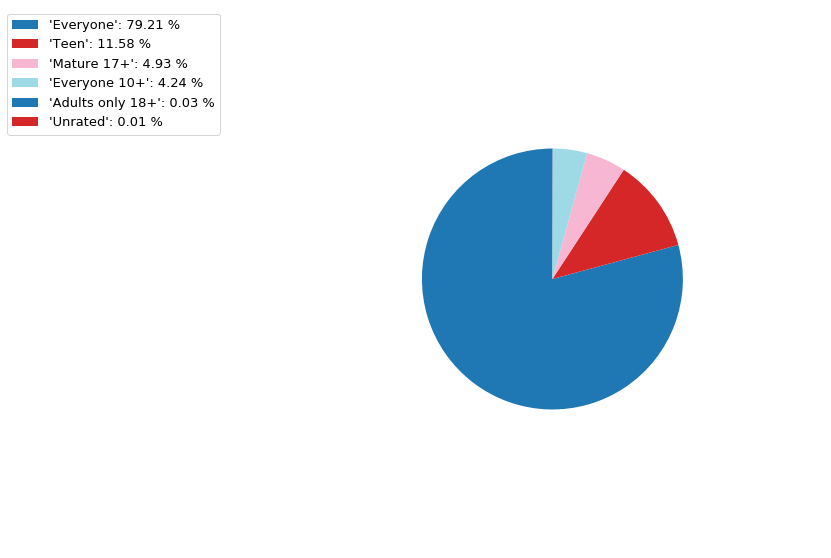 'Everyone': 79.21 %
'Teen': 11.58 %
'Mature 17+': 4.93 %
'Everyone 10+': 4.24 %
'Adults only 18+': 0.03 %
'Unrated': 0.01 %